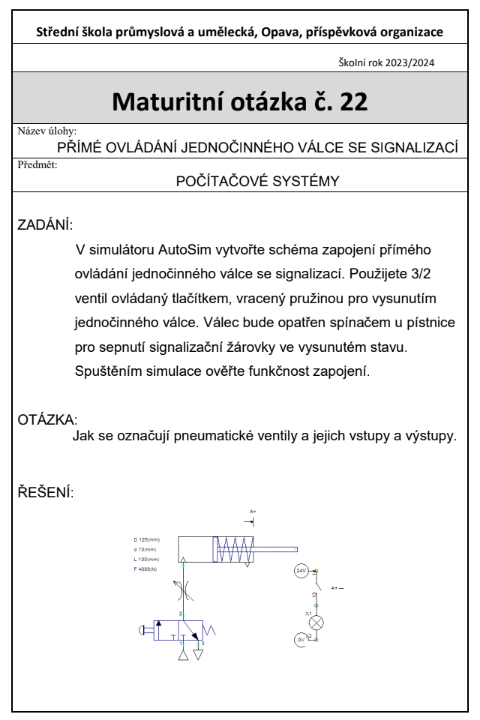 Střední škola průmyslová a umělecká, Opava, příspěvková organizace
Školní rok 2023/2024
Maturitní otázka č. 22
Název úlohy:
PŘÍMÉ OVLÁDÁNÍ JEDNOČINNÉHO VÁLCE SE SIGNALIZACÍ
Předmět:
POČÍTAČOVÉ SYSTÉMY
ZADÁNÍ:
V simulátoru AutoSim vytvořte schéma zapojení přímého
ovládání jednočinného válce se signalizací. Použijete 3/2
ventil ovládaný tlačítkem, vracený pružinou pro vysunutím
jednočinného válce. Válec bude opatřen spínačem u pístnice
pro sepnutí signalizační žárovky ve vysunutém stavu.
Spuštěním simulace ověřte funkčnost zapojení.
OTÁZKA:
Jak se označují pneumatické ventily a jejich vstupy a výstupy.
ŘEŠENÍ:
A+
D 125(mm)
d 10(mm)
L 100(mm)
F 4000(N)
24V
A+
2
X1
0V
X2